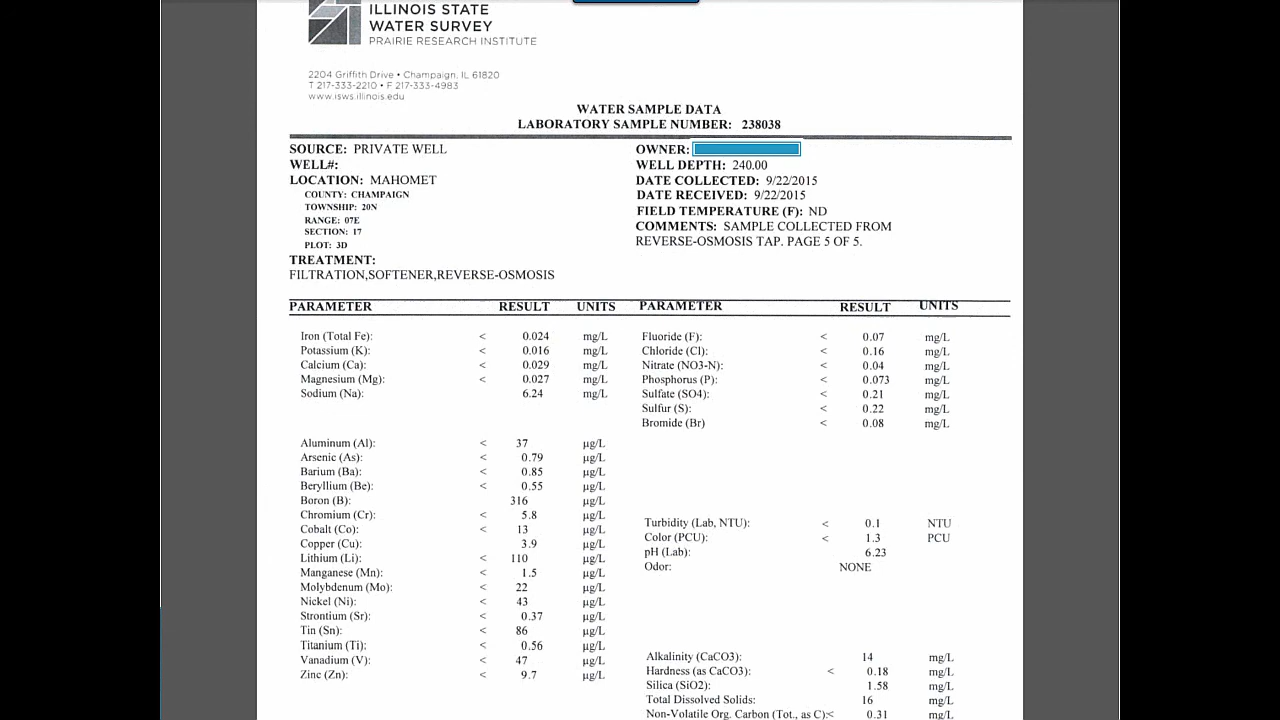 ILLINOIS STATE
WATER SURVEY
PRAIRIE RESEARCH INSTITUTE
2204 Griffith Drive • Champaign, IL 61820
T 217-333-2210 • F 217-333-4983
www.isws.illinois.edu
WATER SAMPLE DATA
LABORATORY SAMPLE NUMBER: 238038
SOURCE: PRIVATE WELL
WELL#:
LOCATION: MAHOMET
COUNTY: CHAMPAIGN
TOWNSHIP: 20N
RANGE: 07E
SECTION: 17
PLOT: 3D
TREATMENT:
FILTRATION,SOFTENER,REVERSE-OSMOSIS
OWNER:
WELL DEPTH: 240.00
DATE COLLECTED: 9/22/2015
DATE RECEIVED: 9/22/2015
FIELD TEMPERATURE (F): ND
COMMENTS: SAMPLE COLLECTED FROM
REVERSE-OSMOSIS TAP. PAGE 5 OF 5.
PARAMETER RESULT UNITS
Iron (Total Fe): < 0.024 mg/L
Potassium (K): < 0.016 mg/L
Calcium (Ca): < 0.029 mg/L
Magnesium (Mg): < 0.027 mg/L
Sodium (Na): 6.24 mg/L
Aluminum (Al): < 37 µg/L
Arsenic (As): < 0.79 µg/L
Barium (Ba): < 0.85 µg/L
Beryllium (Be): < 0.55 µg/L
Boron (B): 316 µg/L
Chromium (Cr): < 5.8 µg/L
Cobalt (Co): < 13 µg/L
Copper (Cu): 3.9 µg/L
Lithium (Li): < 110 µg/L
Manganese (Mn): < 1.5 µg/L
Molybdenum (Mo): < 22 µg/L
Nickel (Ni): < 43 µg/L
Strontium (Sr): < 0.37 µg/L
Tin (Sn): < 86 µg/L
Titanium (Ti): < 0.56 µg/L
Vanadium (V): < 47 µg/L
Zinc (Zn): < 9.7 µg/L
PARAMETER RESULT UNITS
Fluoride (F): < 0.07 mg/L
Chloride (Cl): < 0.16 mg/L
Nitrate (NO3-N): < 0.04 mg/L
Phosphorus (P): < 0.073 mg/L
Sulfate (SO4): < 0.21 mg/L
Sulfur (S): < 0.22 mg/L
Bromide (Br) < 0.08 mg/L
Turbidity (Lab, NTU): < 0.1 NTU
Color (PCU): < 1.3 PCU
pH (Lab): 6.23
Odor: NONE
Alkalinity (CaCO3): 14 mg/L
Hardness (as CaCO3): < 0.18 mg/L
Silica (SiO2): 1.58 mg/L
Total Dissolved Solids: 16 mg/L
Non-Volatile Org. Carbon (Tot., as C):< 0.31 mg/L